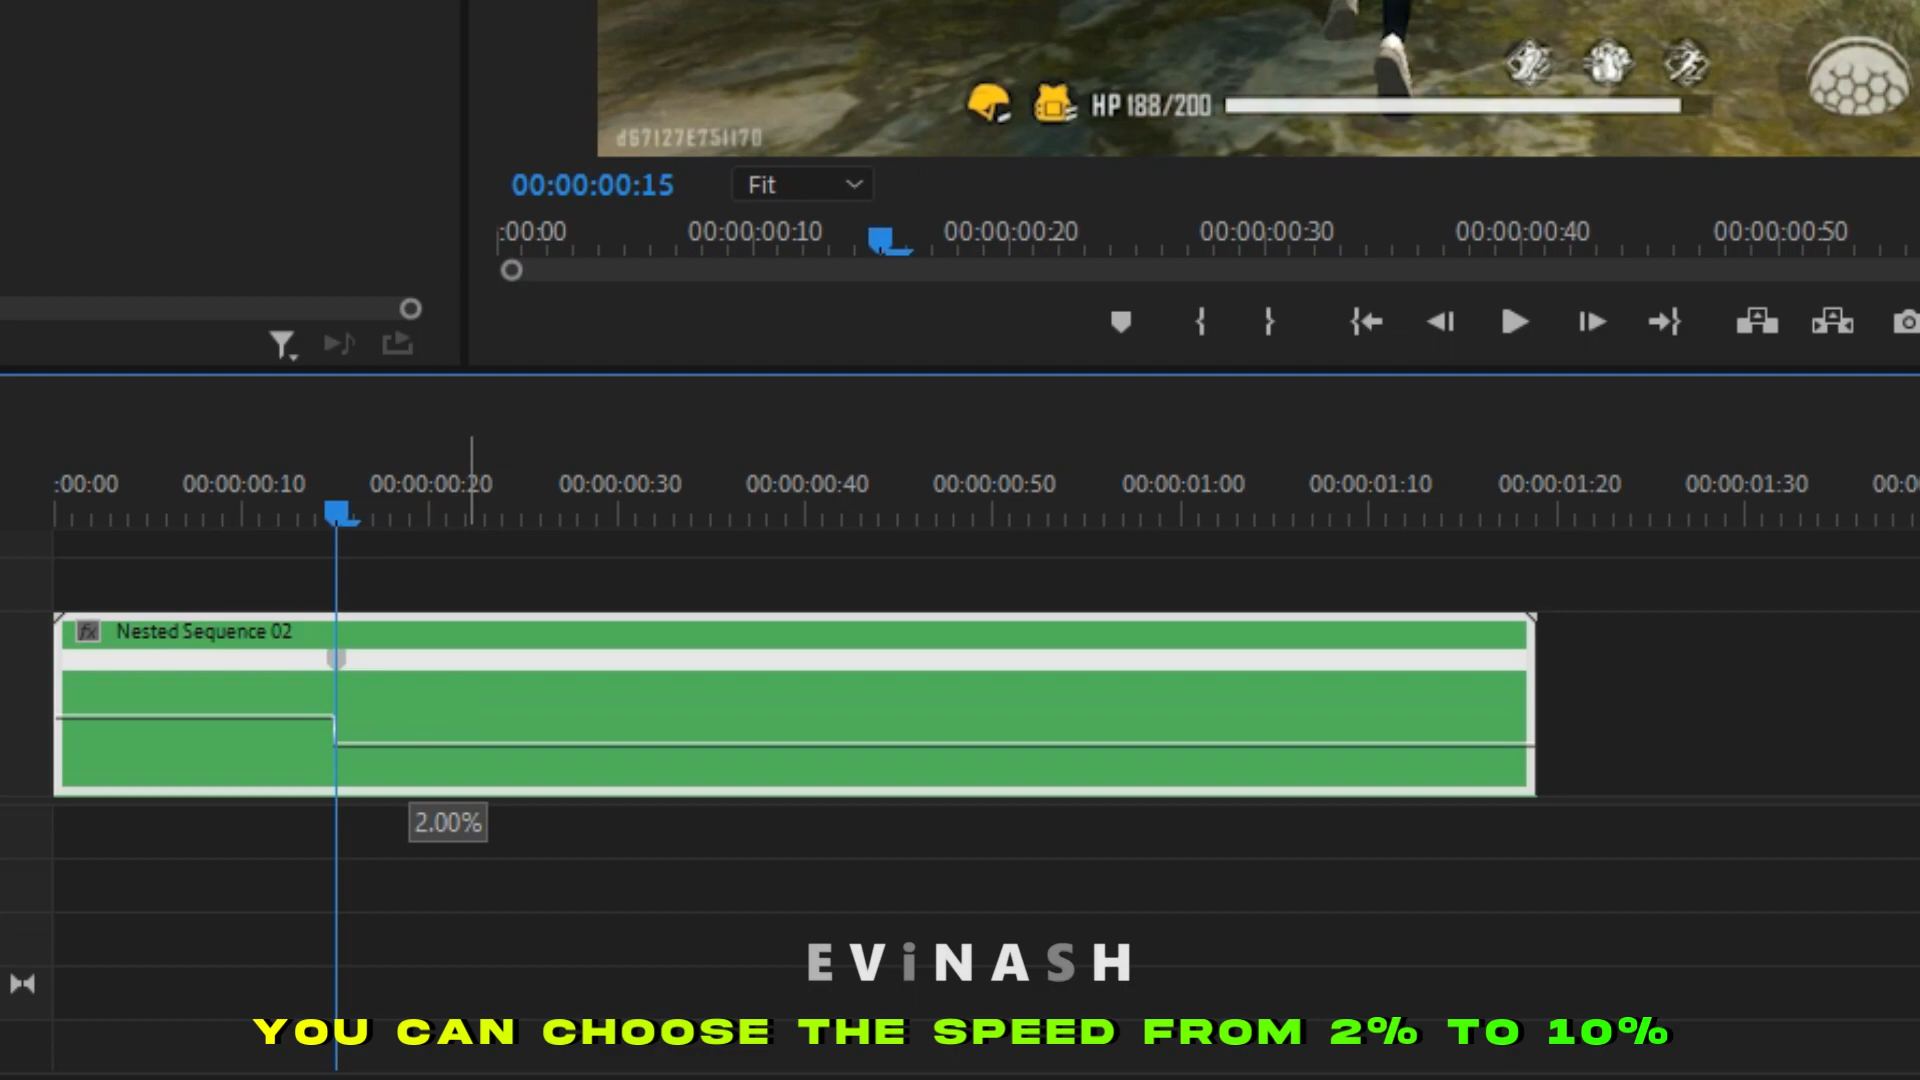 HP 188/200
d67127E751170
00:00:00:15 Fit
:00:00 00:00:00:10 00:00:00:20 00:00:00:30 00:00:00:40 00:00:00:50
:00:00 00:00:00:10 00:00:00:20 00:00:00:30 00:00:00:40 00:00:00:50 00:00:01:00 00:00:01:10 00:00:01:20 00:00:01:30
fx Nested Sequence 02
2.00%
EViNASH
YOU CAN CHOOSE THE SPEED FROM 2% TO 10%